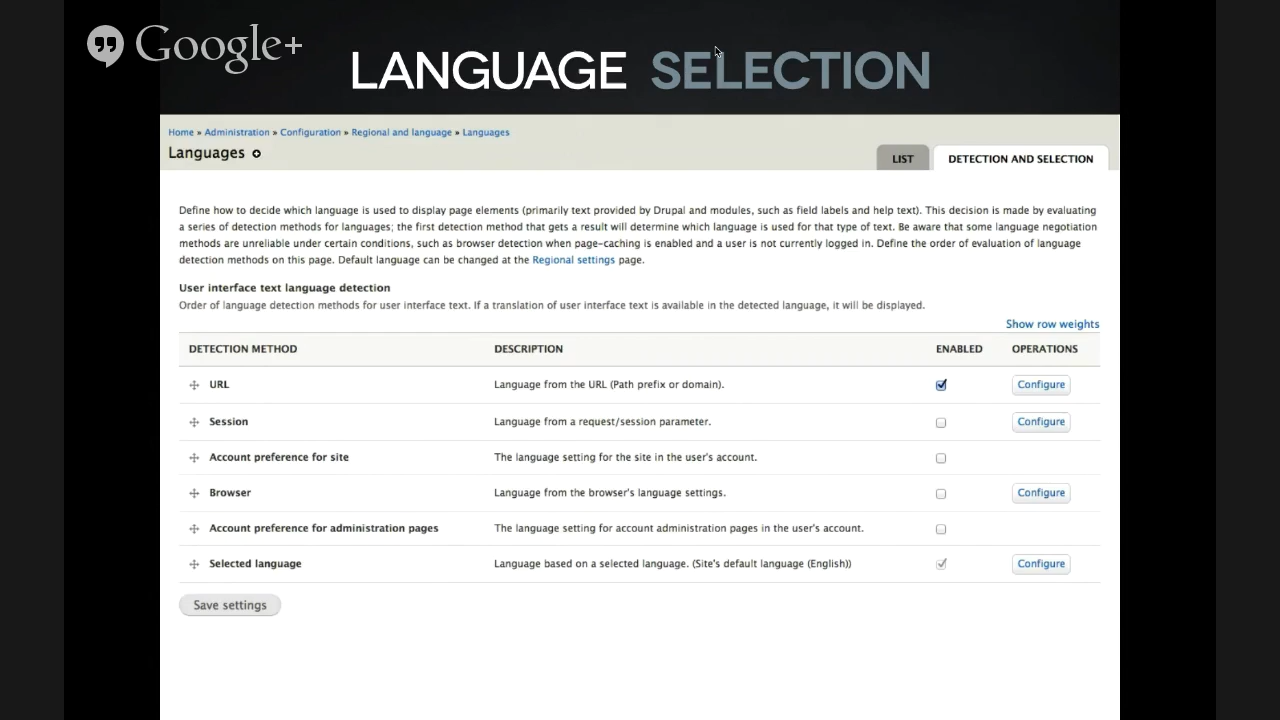 Google+
LANGUAGE SELECTION
Home » Administration » Configuration » Regional and language » Languages
Languages
LIST
DETECTION AND SELECTION
Define how to decide which language is used to display page elements (primarily text provided by Drupal and modules, such as field labels and help text). This decision is made by evaluating
a series of detection methods for languages; the first detection method that gets a result will determine which language is used for that type of text. Be aware that some language negotiation
methods are unreliable under certain conditions, such as browser detection when page-caching is enabled and a user is not currently logged in. Define the order of evaluation of language
detection methods on this page. Default language can be changed at the Regional settings page.
User interface text language detection
Order of language detection methods for user interface text. If a translation of user interface text is available in the detected language, it will be displayed.
Show row weights
DETECTION METHOD DESCRIPTION ENABLED OPERATIONS
URL Language from the URL (Path prefix or domain). Configure
Session Language from a request/session parameter. Configure
Account preference for site The language setting for the site in the user's account.
Browser Language from the browser's language settings. Configure
Account preference for administration pages The language setting for account administration pages in the user's account.
Selected language Language based on a selected language. (Site's default language (English)) Configure
Save settings